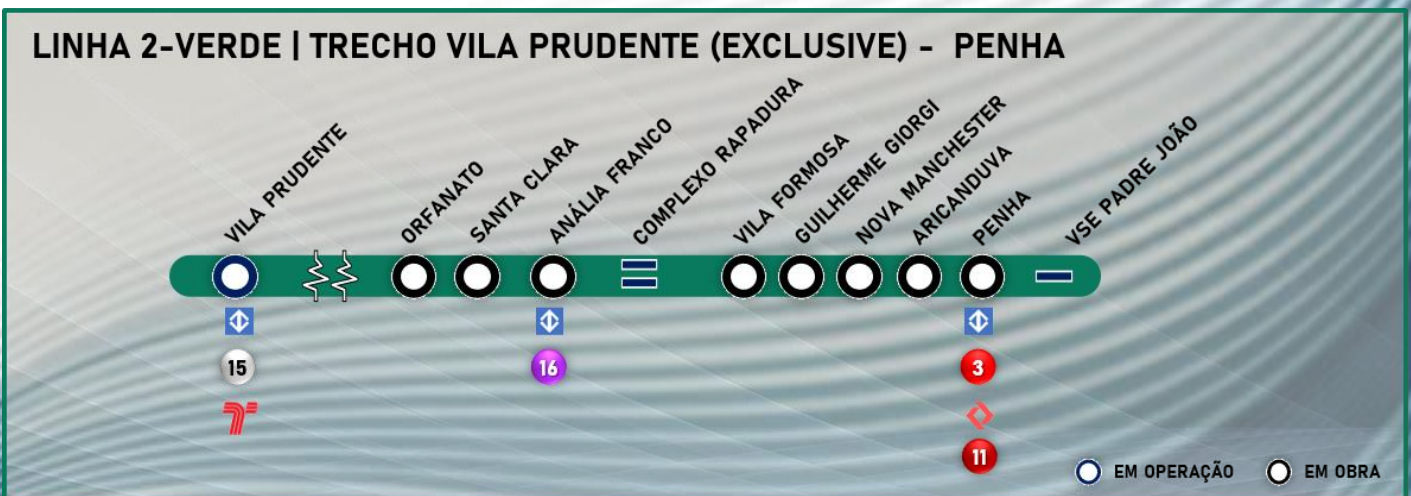 LINHA 2-VERDE | TRECHO VILA PRUDENTE (EXCLUSIVE) - PENHA
VILA PRUDENTE
ORFANATO
SANTA CLARA
ANÁLIA FRANCO
COMPLEXO RAPADURA
VILA FORMOSA
GUILHERME GIORGI
NOVA MANCHESTER
ARICANDUVA
PENHA
VSE PADRE JOÃO
15
16
3
11
EM OPERAÇÃO
EM OBRA